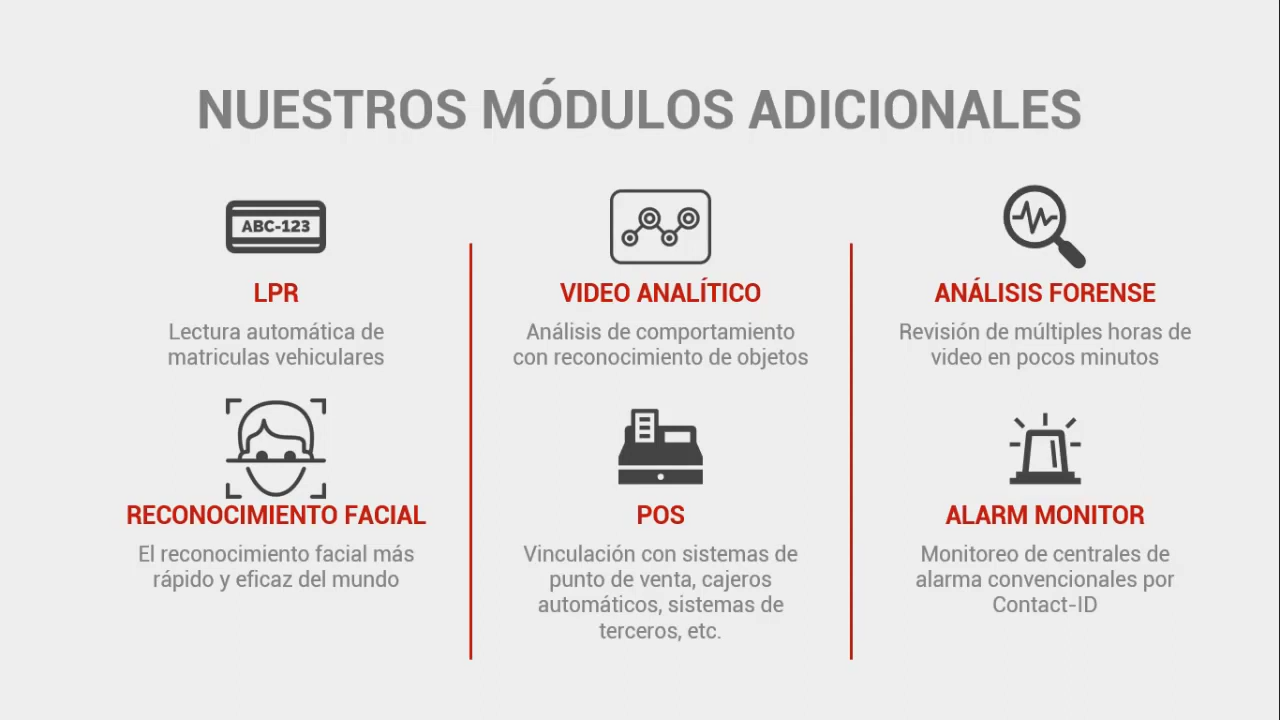 NUESTROS MÓDULOS ADICIONALES
ABC-123
LPR
Lectura automática de
matriculas vehiculares
VIDEO ANALÍTICO
Análisis de comportamiento
con reconocimiento de objetos
ANÁLISIS FORENSE
Revisión de múltiples horas de
video en pocos minutos
RECONOCIMIENTO FACIAL
El reconocimiento facial más
rápido y eficaz del mundo
POS
Vinculación con sistemas de
punto de venta, cajeros
automáticos, sistemas de
terceros, etc.
ALARM MONITOR
Monitoreo de centrales de
alarma convencionales por
Contact-ID